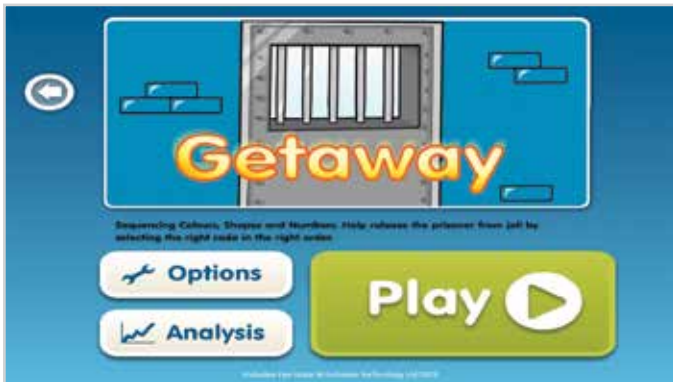 Getaway
Sequencing Colours, Shapes and Numbers. Help release the prisoner from jail by
selecting the right code in the right order
Options
Play
Analysis